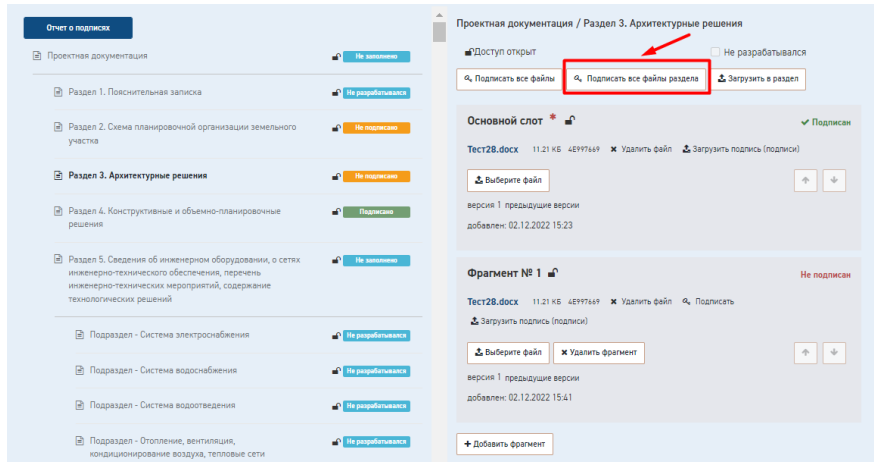 Отчет о подписях
Проектная документация
Не заполнено
Раздел 1. Пояснительная записка
Не разрабатывался
Раздел 2. Схема планировочной организации земельного
участка
Не подписано
Раздел 3. Архитектурные решения
Не подписано
Раздел 4. Конструктивные и объемно-планировочные
решения
Подписано
Раздел 5. Сведения об инженерном оборудовании, о сетях
инженерно-технического обеспечения, перечень
инженерно-технических мероприятий, содержание
технологических решений
Не заполнено
Подраздел - Система электроснабжения
Не разрабатывался
Подраздел - Система водоснабжения
Не разрабатывался
Подраздел - Система водоотведения
Не разрабатывался
Подраздел - Отопление, вентиляция,
кондиционирование воздуха, тепловые сети
Не разрабатывался
Проектная документация / Раздел 3. Архитектурные решения
Доступ открыт
Не разрабатывался
Подписать все файлы
Подписать все файлы раздела
Загрузить в раздел
Основной слот *
Подписан
Тест28.docx 11.21 КБ 4E997669 Удалить файл Загрузить подпись (подписи)
Выберите файл
версия 1 предыдущие версии
добавлен: 02.12.2022 15:23
Фрагмент № 1
Не подписан
Тест28.docx 11.21 КБ 4E997669 Удалить файл Подписать
Загрузить подпись (подписи)
Выберите файл
Удалить фрагмент
версия 1 предыдущие версии
добавлен: 02.12.2022 15:41
+ Добавить фрагмент